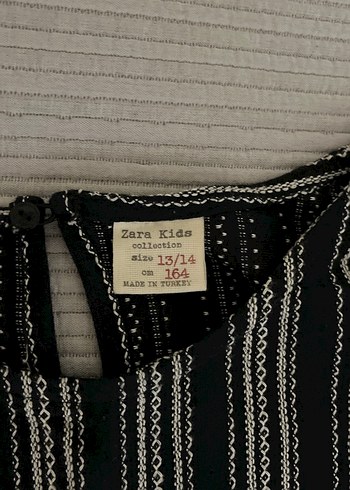 Zara Kids
collection
size 13/14
cm 164
MADE IN TURKEY